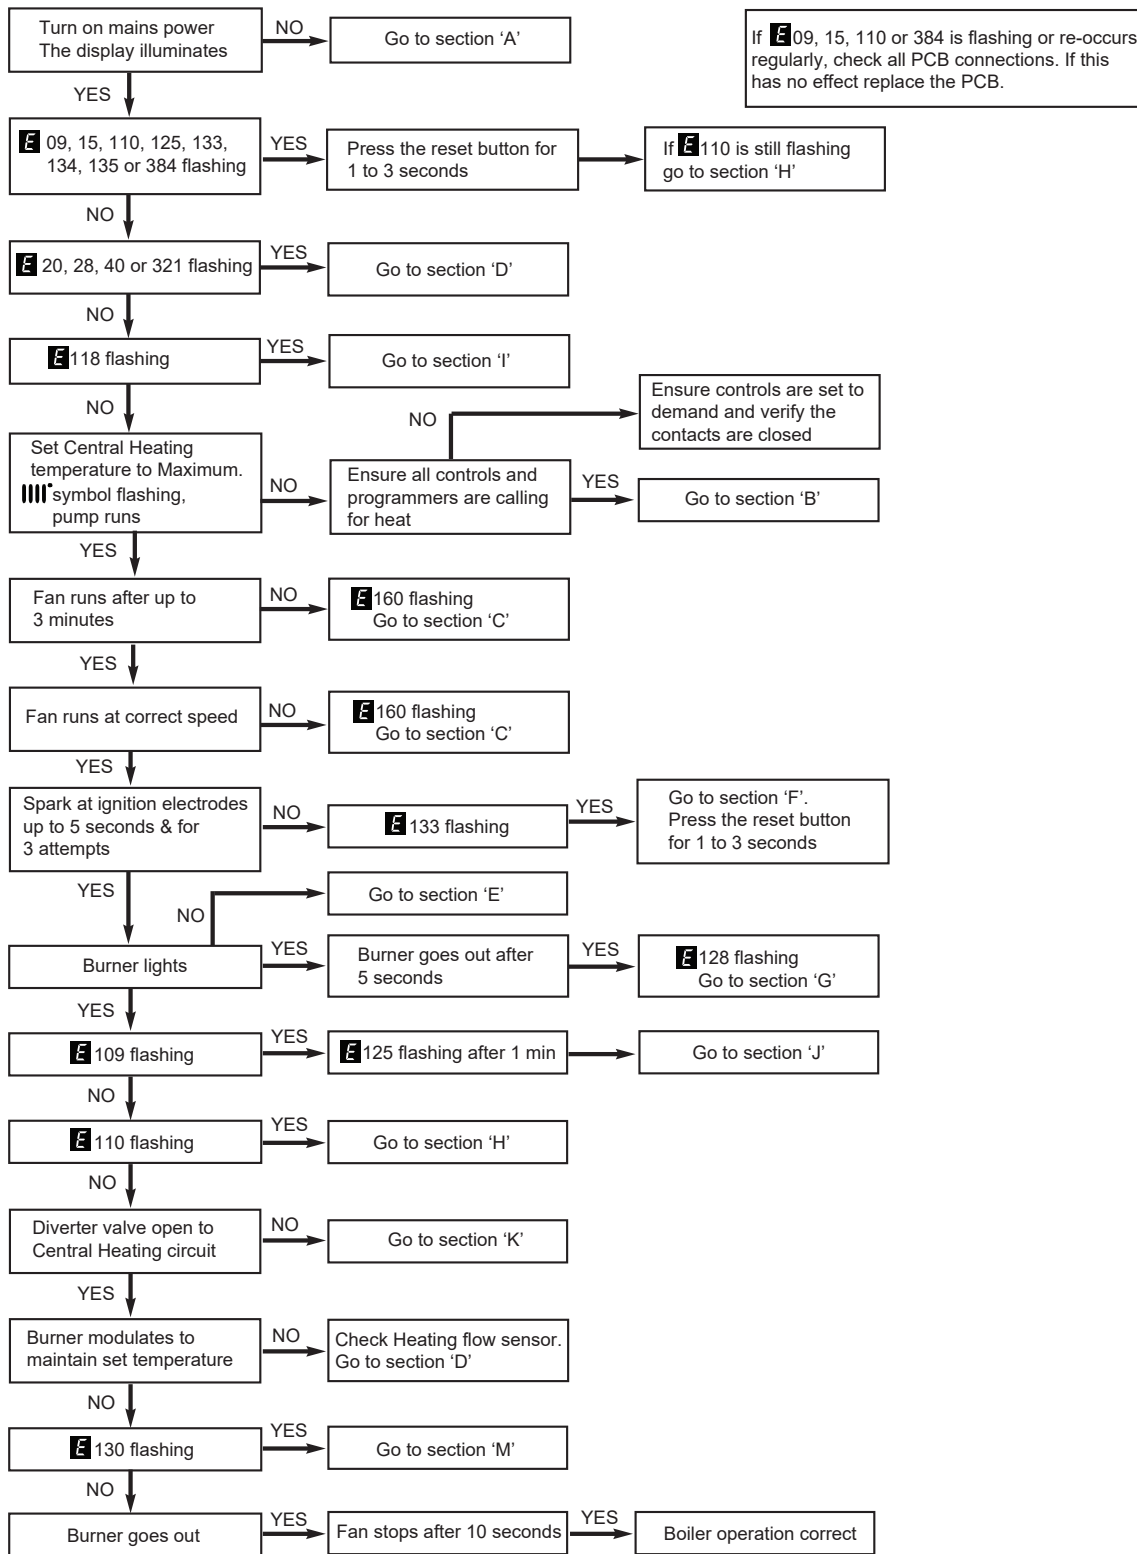 Turn on mains power
The display illuminates
NO
Go to section ‘A’
If E 09, 15, 110 or 384 is flashing or re-occurs
regularly, check all PCB connections. If this
has no effect replace the PCB.
YES
E 09, 15, 110, 125, 133,
134, 135 or 384 flashing
YES
Press the reset button for
1 to 3 seconds
If E 110 is still flashing
go to section ‘H’
NO
E 20, 28, 40 or 321 flashing
YES
Go to section ‘D’
NO
E 118 flashing
YES
Go to section ‘I’
NO
Set Central Heating
temperature to Maximum.
symbol flashing,
pump runs
NO
Ensure all controls and
programmers are calling
for heat
NO
Ensure controls are set to
demand and verify the
contacts are closed
YES
Go to section ‘B’
YES
Fan runs after up to
3 minutes
NO
E 160 flashing
Go to section ‘C’
YES
Fan runs at correct speed
NO
E 160 flashing
Go to section ‘C’
YES
Spark at ignition electrodes
up to 5 seconds & for
3 attempts
NO
E 133 flashing
YES
Go to section ‘F’.
Press the reset button
for 1 to 3 seconds
YES
NO
Go to section ‘E’
Burner lights
YES
Burner goes out after
5 seconds
YES
E 128 flashing
Go to section ‘G’
YES
E 109 flashing
YES
E 125 flashing after 1 min
Go to section ‘J’
NO
E 110 flashing
YES
Go to section ‘H’
NO
Diverter valve open to
Central Heating circuit
NO
Go to section ‘K’
YES
Burner modulates to
maintain set temperature
NO
Check Heating flow sensor.
Go to section ‘D’
NO
E 130 flashing
YES
Go to section ‘M’
NO
Burner goes out
YES
Fan stops after 10 seconds
YES
Boiler operation correct